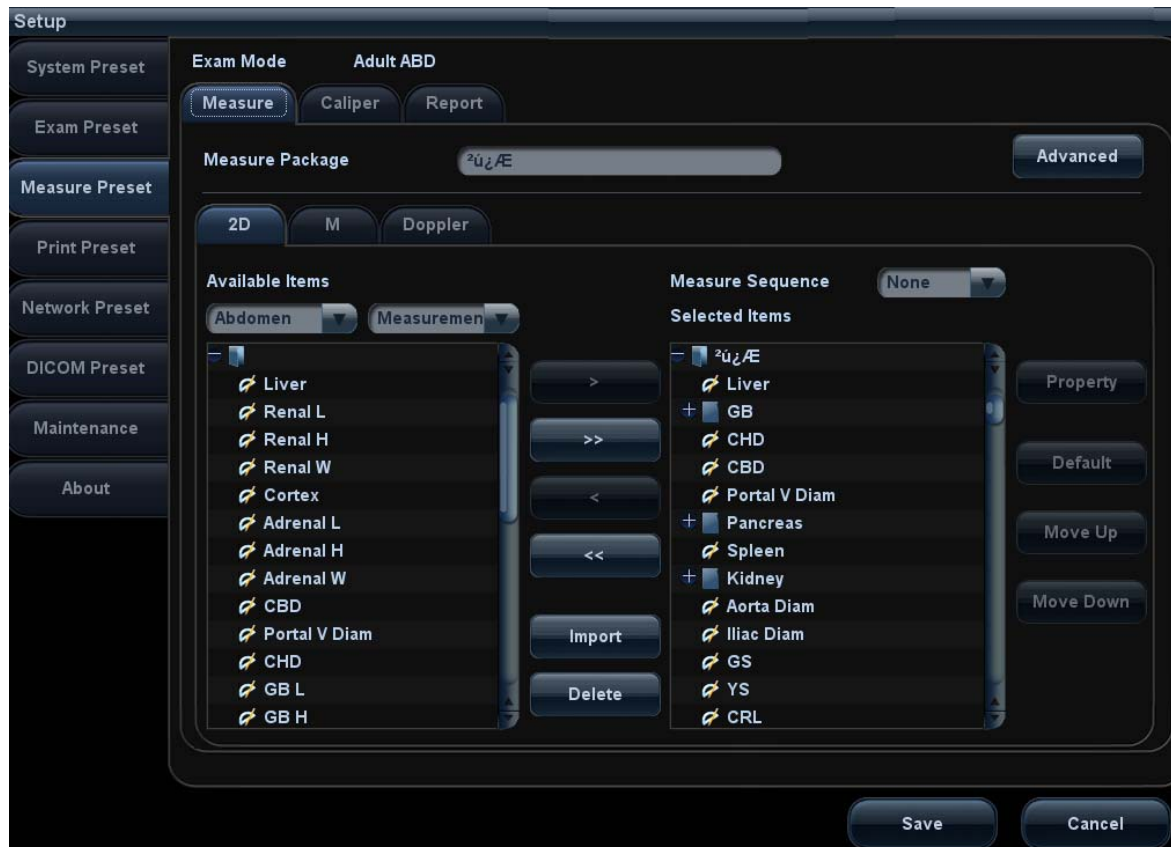 Setup
System Preset
Exam Preset
Measure Preset
Print Preset
Network Preset
DICOM Preset
Maintenance
About
Exam Mode Adult ABD
Measure Caliper Report
Measure Package ²ú¿Æ Advanced
2D M Doppler
Available Items
Abdomen Measuremen
Liver
Renal L
Renal H
Renal W
Cortex
Adrenal L
Adrenal H
Adrenal W
CBD
Portal V Diam
CHD
GB L
GB H
>
>>
<
<<
Import
Delete
Measure Sequence None
Selected Items
²ú¿Æ
Liver
GB
CHD
CBD
Portal V Diam
Pancreas
Spleen
Kidney
Aorta Diam
Iliac Diam
GS
YS
CRL
Property
Default
Move Up
Move Down
Save Cancel